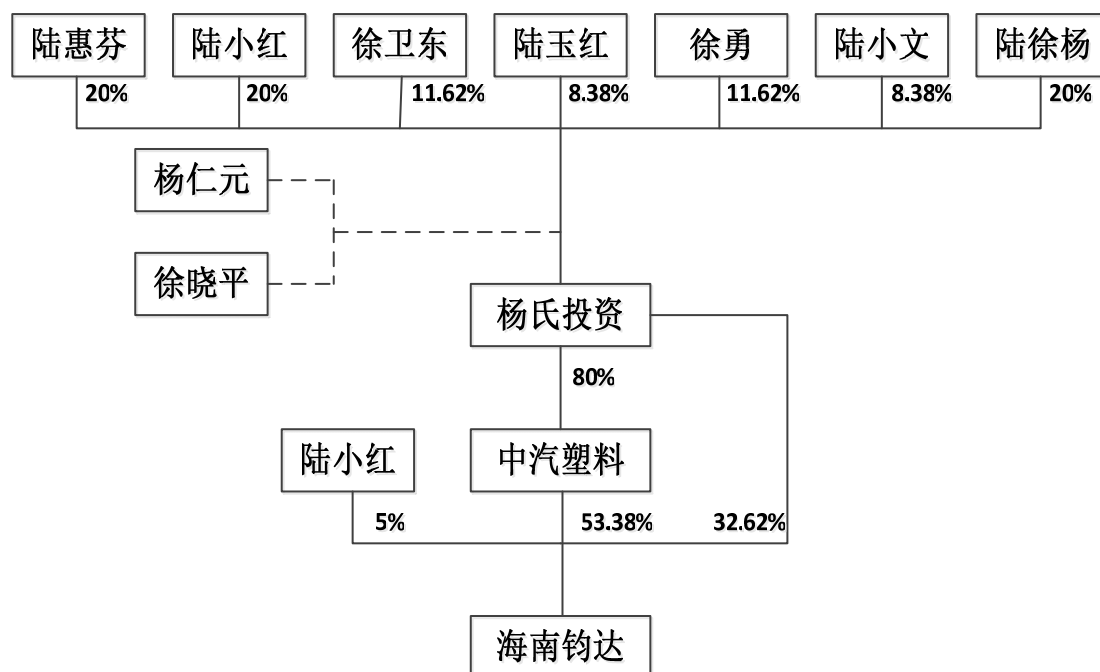 陆惠芬 陆小红 徐卫东 陆玉红 徐勇 陆小文 陆徐杨
20% 20% 11.62% 8.38% 11.62% 8.38% 20%
杨仁元
徐晓平
杨氏投资
80%
陆小红 中汽塑料
5% 53.38% 32.62%
海南钧达